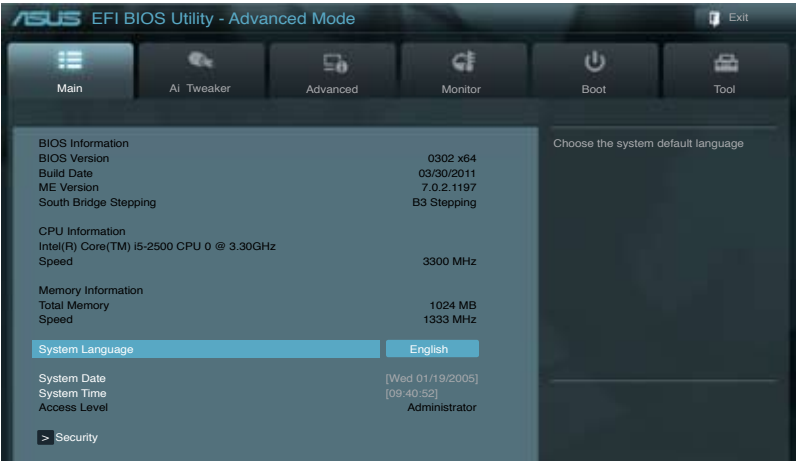 ASUS EFI BIOS Utility - Advanced Mode
Exit
Main
Ai Tweaker
Advanced
Monitor
Boot
Tool
BIOS Information
BIOS Version 0302 x64
Build Date 03/30/2011
ME Version 7.0.2.1197
South Bridge Stepping B3 Stepping
CPU Information
Intel(R) Core(TM) i5-2500 CPU 0 @ 3.30GHz
Speed 3300 MHz
Memory Information
Total Memory 1024 MB
Speed 1333 MHz
System Language English
System Date [Wed 01/19/2005]
System Time [09:40:52]
Access Level Administrator
> Security
Choose the system default language